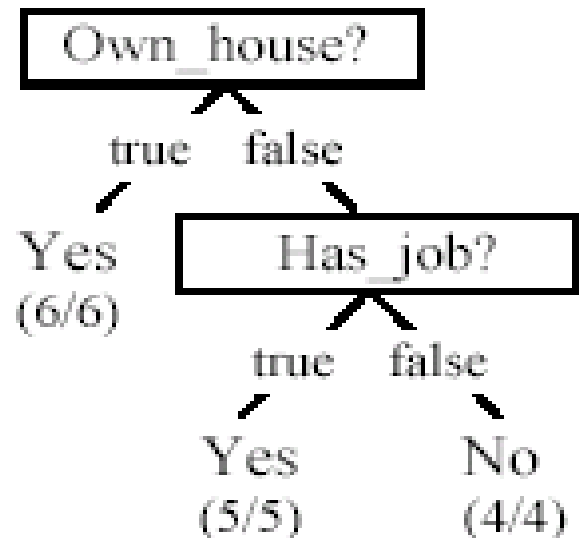 Own_house?
true false
Yes
(6/6)
Has_job?
true false
Yes No
(5/5) (4/4)